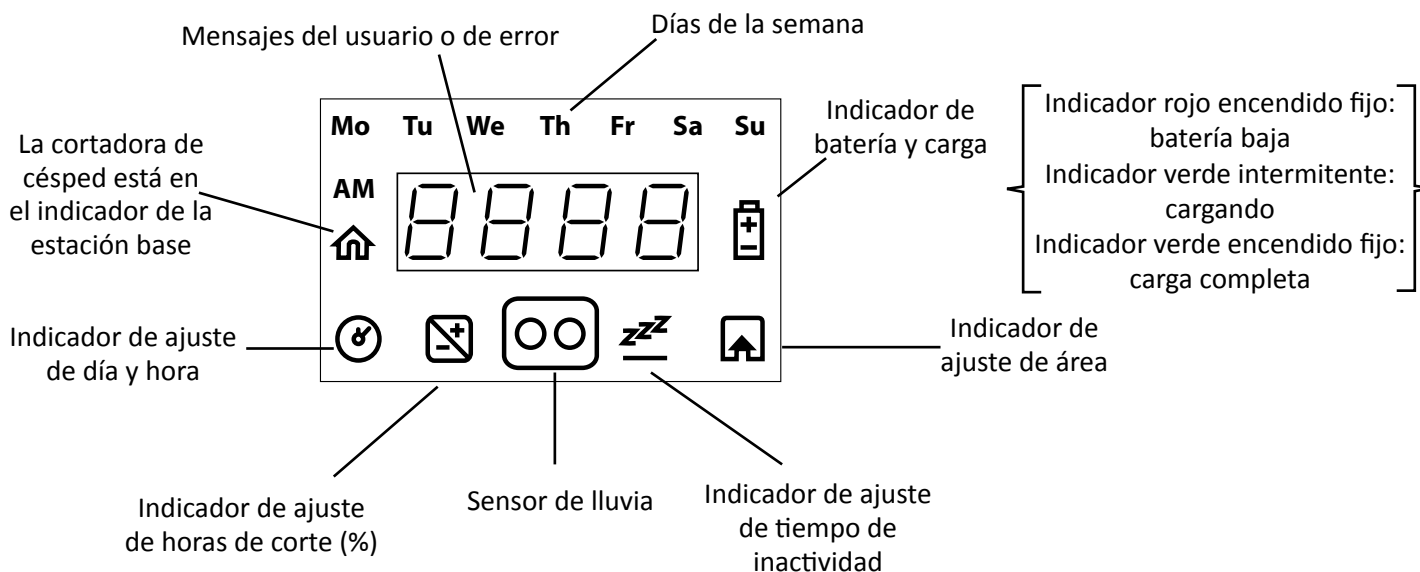 Mensajes del usuario o de error
Días de la semana
La cortadora de
césped está en
el indicador de la
estación base
Mo Tu We Th Fr Sa Su
AM
8888
Indicador de
batería y carga
Indicador rojo encendido fijo:
batería baja
Indicador verde intermitente:
cargando
Indicador verde encendido fijo:
carga completa
Indicador de ajuste
de día y hora
zzz
Indicador de
ajuste de área
Indicador de ajuste
de horas de corte (%)
Sensor de lluvia
Indicador de ajuste
de tiempo de
inactividad